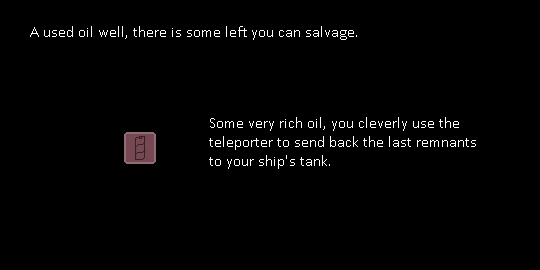 A used oil well, there is some left you can salvage.
Some very rich oil, you cleverly use the
teleporter to send back the last remnants
to your ship's tank.